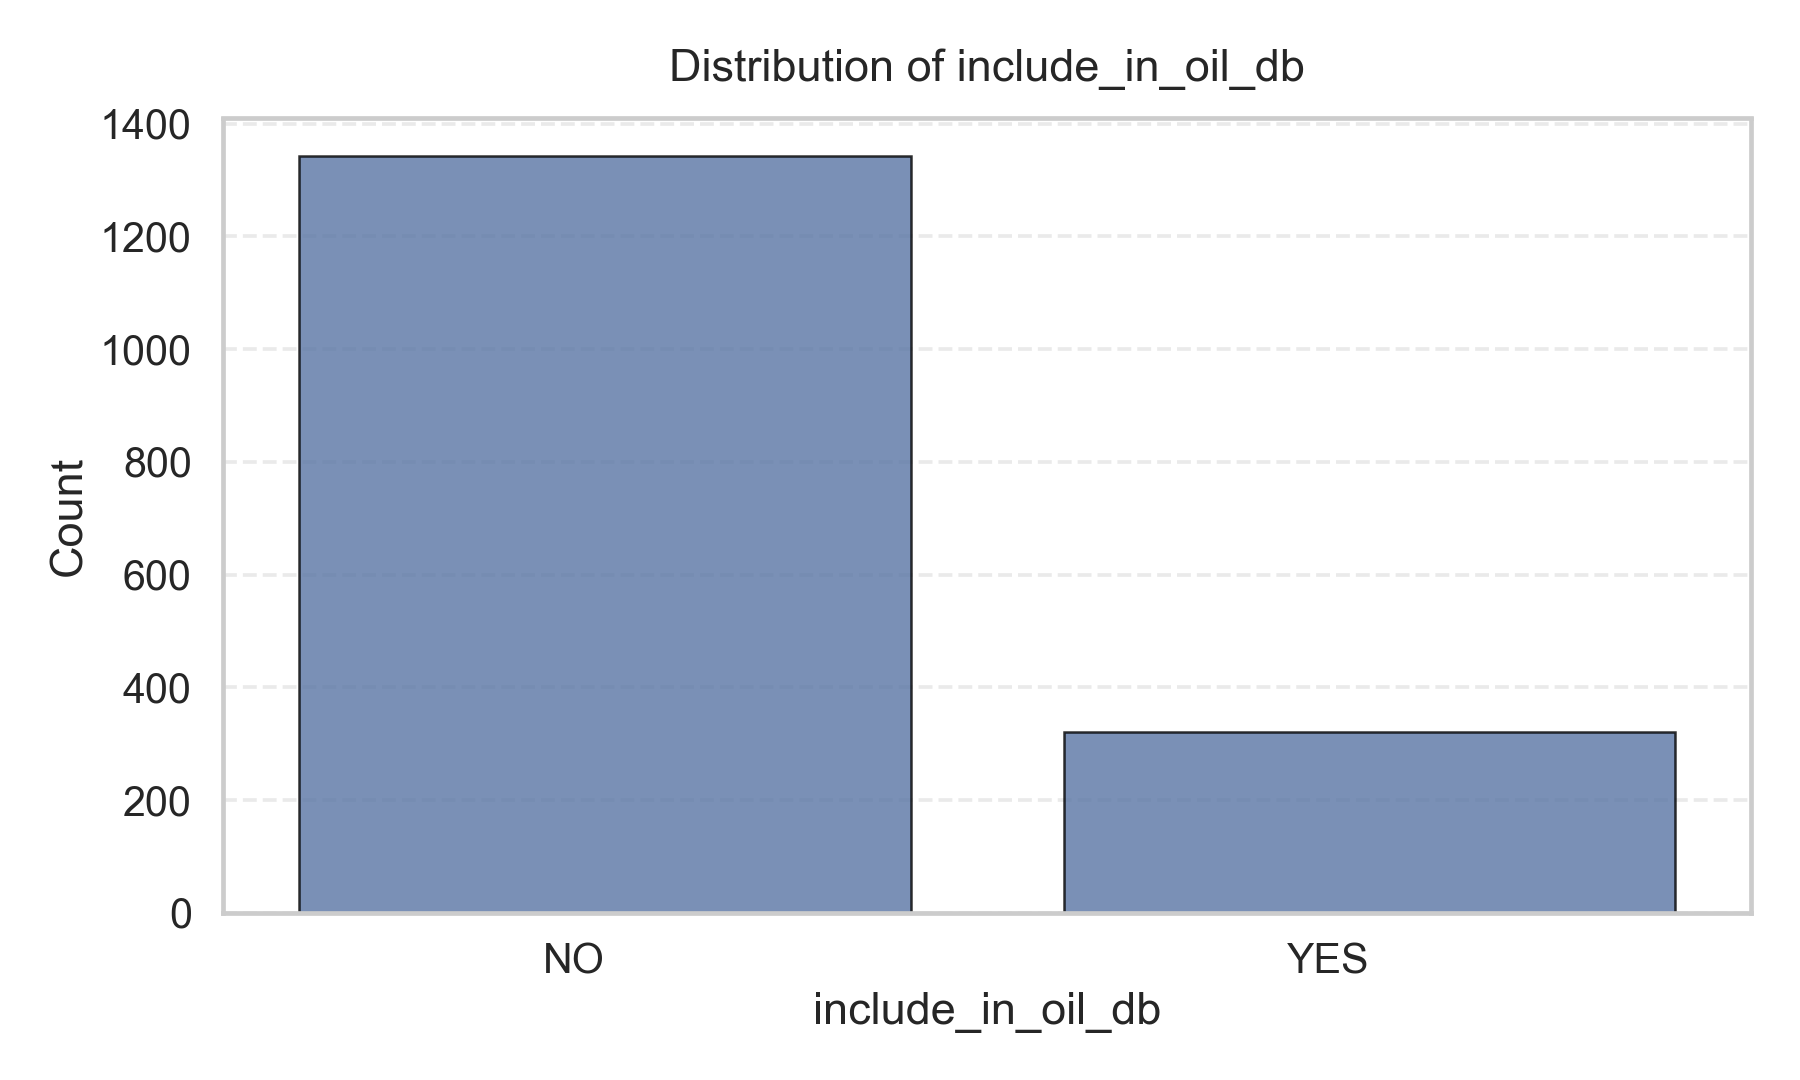 Distribution of include_in_oil_db
1400
1200
1000
800
600
400
200
0
Count
NO YES
include_in_oil_db